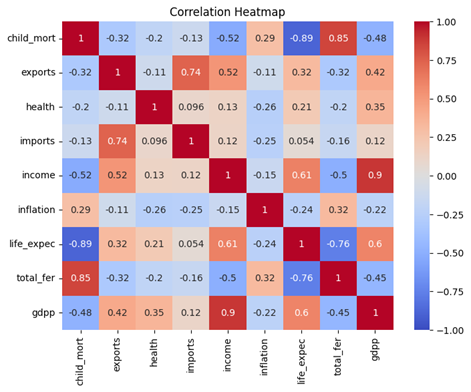 Correlation Heatmap
child_mort 1 -0.32 -0.2 -0.13 -0.52 0.29 -0.89 0.85 -0.48
exports -0.32 1 -0.11 0.74 0.52 -0.11 0.32 -0.32 0.42
health -0.2 -0.11 1 0.096 0.13 -0.26 0.21 -0.2 0.35
imports -0.13 0.74 0.096 1 0.12 -0.25 0.054 -0.16 0.12
income -0.52 0.52 0.13 0.12 1 -0.15 0.61 -0.5 0.9
inflation 0.29 -0.11 -0.26 -0.25 -0.15 1 -0.24 0.32 -0.22
life_expec -0.89 0.32 0.21 0.054 0.61 -0.24 1 -0.76 0.6
total_fer 0.85 -0.32 -0.2 -0.16 -0.5 0.32 -0.76 1 -0.45
gdpp -0.48 0.42 0.35 0.12 0.9 -0.22 0.6 -0.45 1
child_mort exports health imports income inflation life_expec total_fer gdpp
1.00
0.75
0.50
0.25
0.00
-0.25
-0.50
-0.75
-1.00